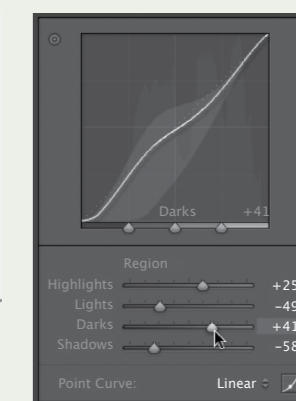 Darks +41
Region
Highlights +25
Lights -49
Darks +41
Shadows -58
Point Curve: Linear